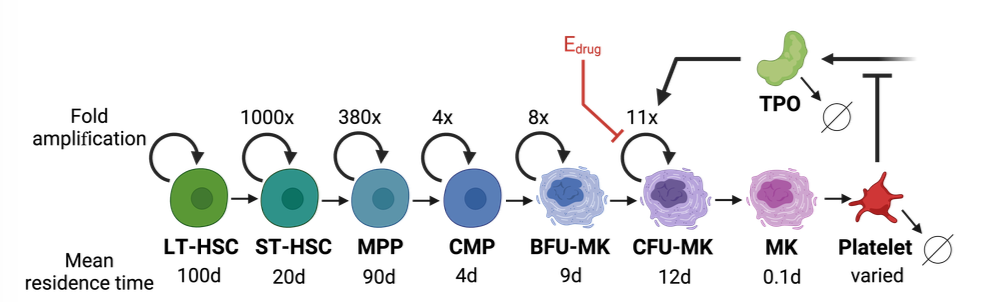 E_drug
TPO
∅
Fold
amplification
1000x
380x
4x
8x
11x
LT-HSC
ST-HSC
MPP
CMP
BFU-MK
CFU-MK
MK
Platelet
∅
Mean
residence time
100d
20d
90d
4d
9d
12d
0.1d
varied